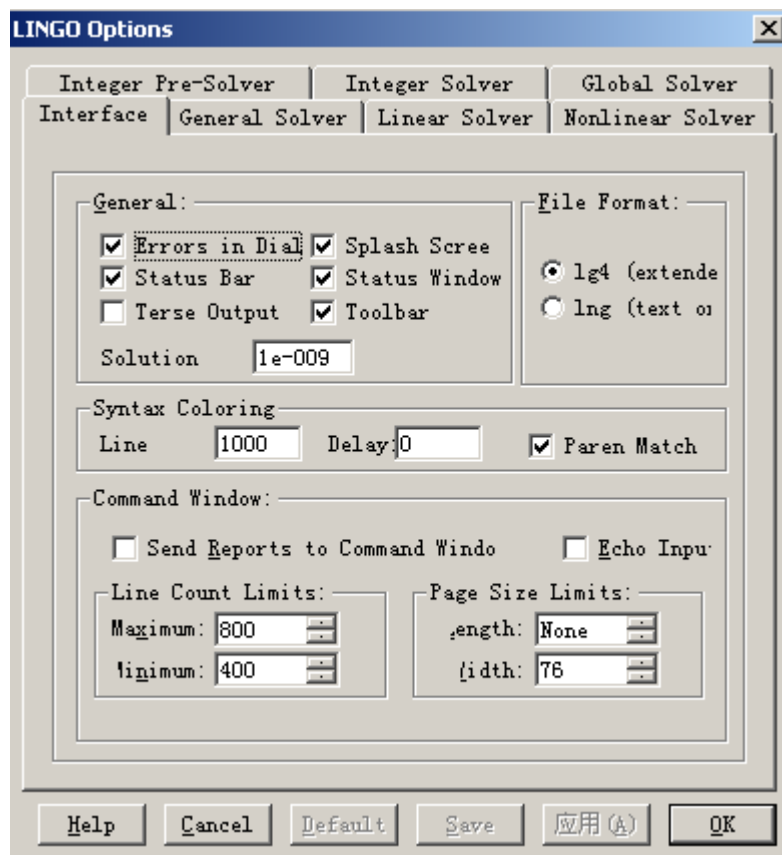 LINGO Options
Integer Pre-Solver Integer Solver Global Solver
Interface General Solver Linear Solver Nonlinear Solver
General: File Format:
Errors in Dial Splash Scree
Status Bar Status Window lg4 (extende
Terse Output Toolbar lng (text
Solution 1e-009
Syntax Coloring
Line 1000 Delay: 0 Paren Match
Command Window:
Send Reports to Command Windo Echo Inpu
Line Count Limits: Page Size Limits:
Maximum: 800 ength: None
inimum: 400 idth: 76
Help Cancel Default Save 应用(A) OK